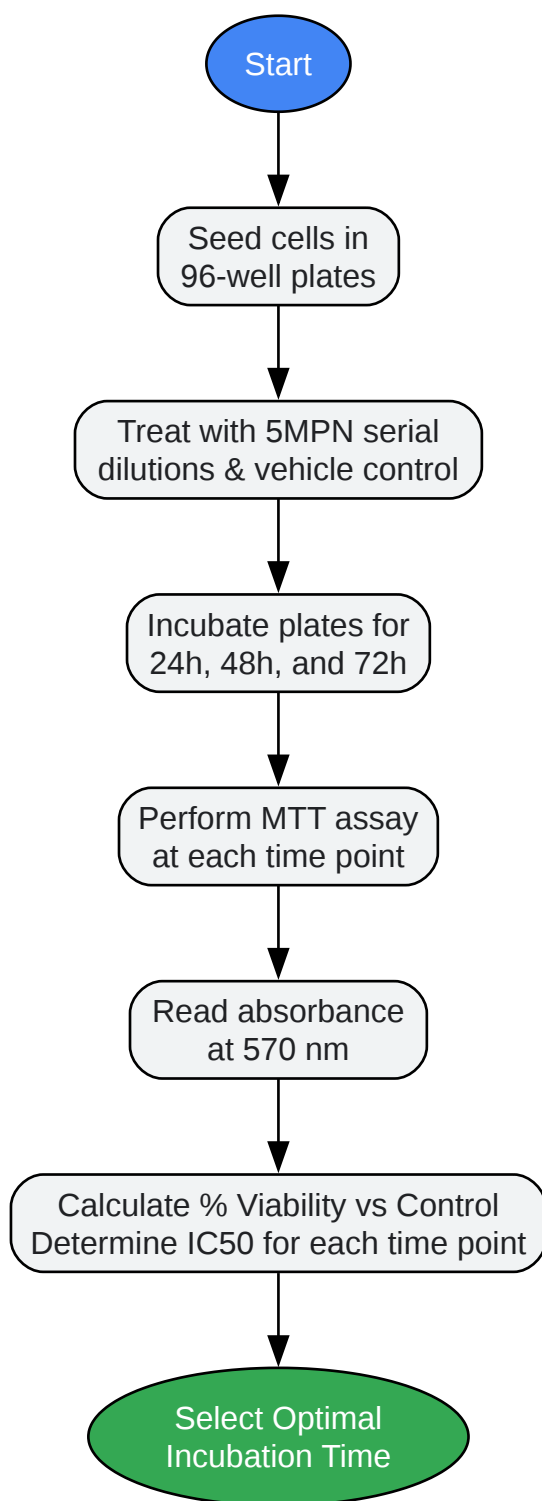 Start
Seed cells in
96-well plates
Treat with 5MPN serial
dilutions & vehicle control
Incubate plates for
24h, 48h, and 72h
Perform MTT assay
at each time point
Read absorbance
at 570 nm
Calculate % Viability vs Control
Determine IC50 for each time point
Select Optimal
Incubation Time